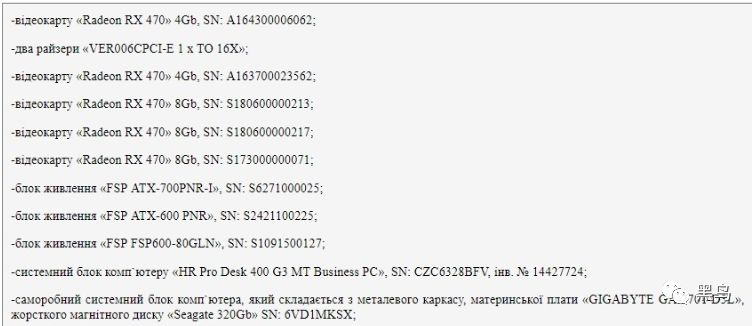 -відеокарту «Radeon RX 470» 4Gb, SN: A164300006062;
-два райзери «VER006CPCI-E 1 x TO 16X»;
-відеокарту «Radeon RX 470» 4Gb, SN: A163700023562;
-відеокарту «Radeon RX 470» 8Gb, SN: S180600000213;
-відеокарту «Radeon RX 470» 8Gb, SN: S180600000217;
-відеокарту «Radeon RX 470» 8Gb, SN: S173000000071;
-блок живлення «FSP ATX-700PNR-I», SN: S6271000025;
-блок живлення «FSP ATX-600 PNR», SN: S2421100225;
-блок живлення «FSP FSP600-80GLN», SN: S1091500127;
-системний блок комп`ютеру «HR Pro Desk 400 G3 MT Business PC», SN: CZC6328BFV, інв. № 14427724;
-саморобний системний блок комп`ютера, який складається з металевого каркасу, материнської плати «GIGABYTE
жорсткого магнітного диску «Seagate 320Gb» SN: 6VD1MKSX;
黑鸟